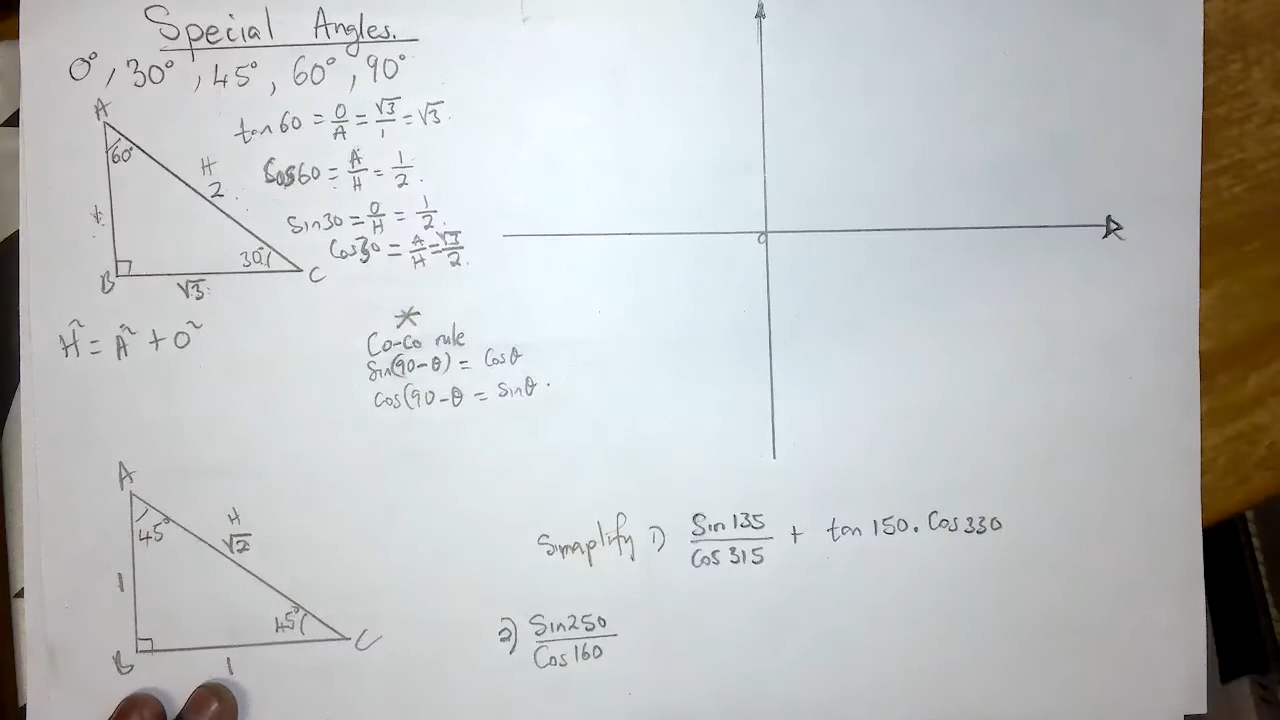 Special Angles.
0°, 30°, 45°, 60°, 90°
A
60°
H
2
30°
B
√3
C
tan60 = O/A = √3/1 = √3.
Cos60 = A/H = 1/2.
Sin30 = O/H = 1/2.
Cos30 = A/H = √3/2.
H² = A² + O²
*
Co-Co rule
Sin(90-θ) = Cosθ
Cos(90-θ = Sinθ.
0
A
45°
H
√2
1
45°
B
1
C
Simplify 1) Sin135/Cos315 + tan150.Cos330
2) Sin250/Cos160